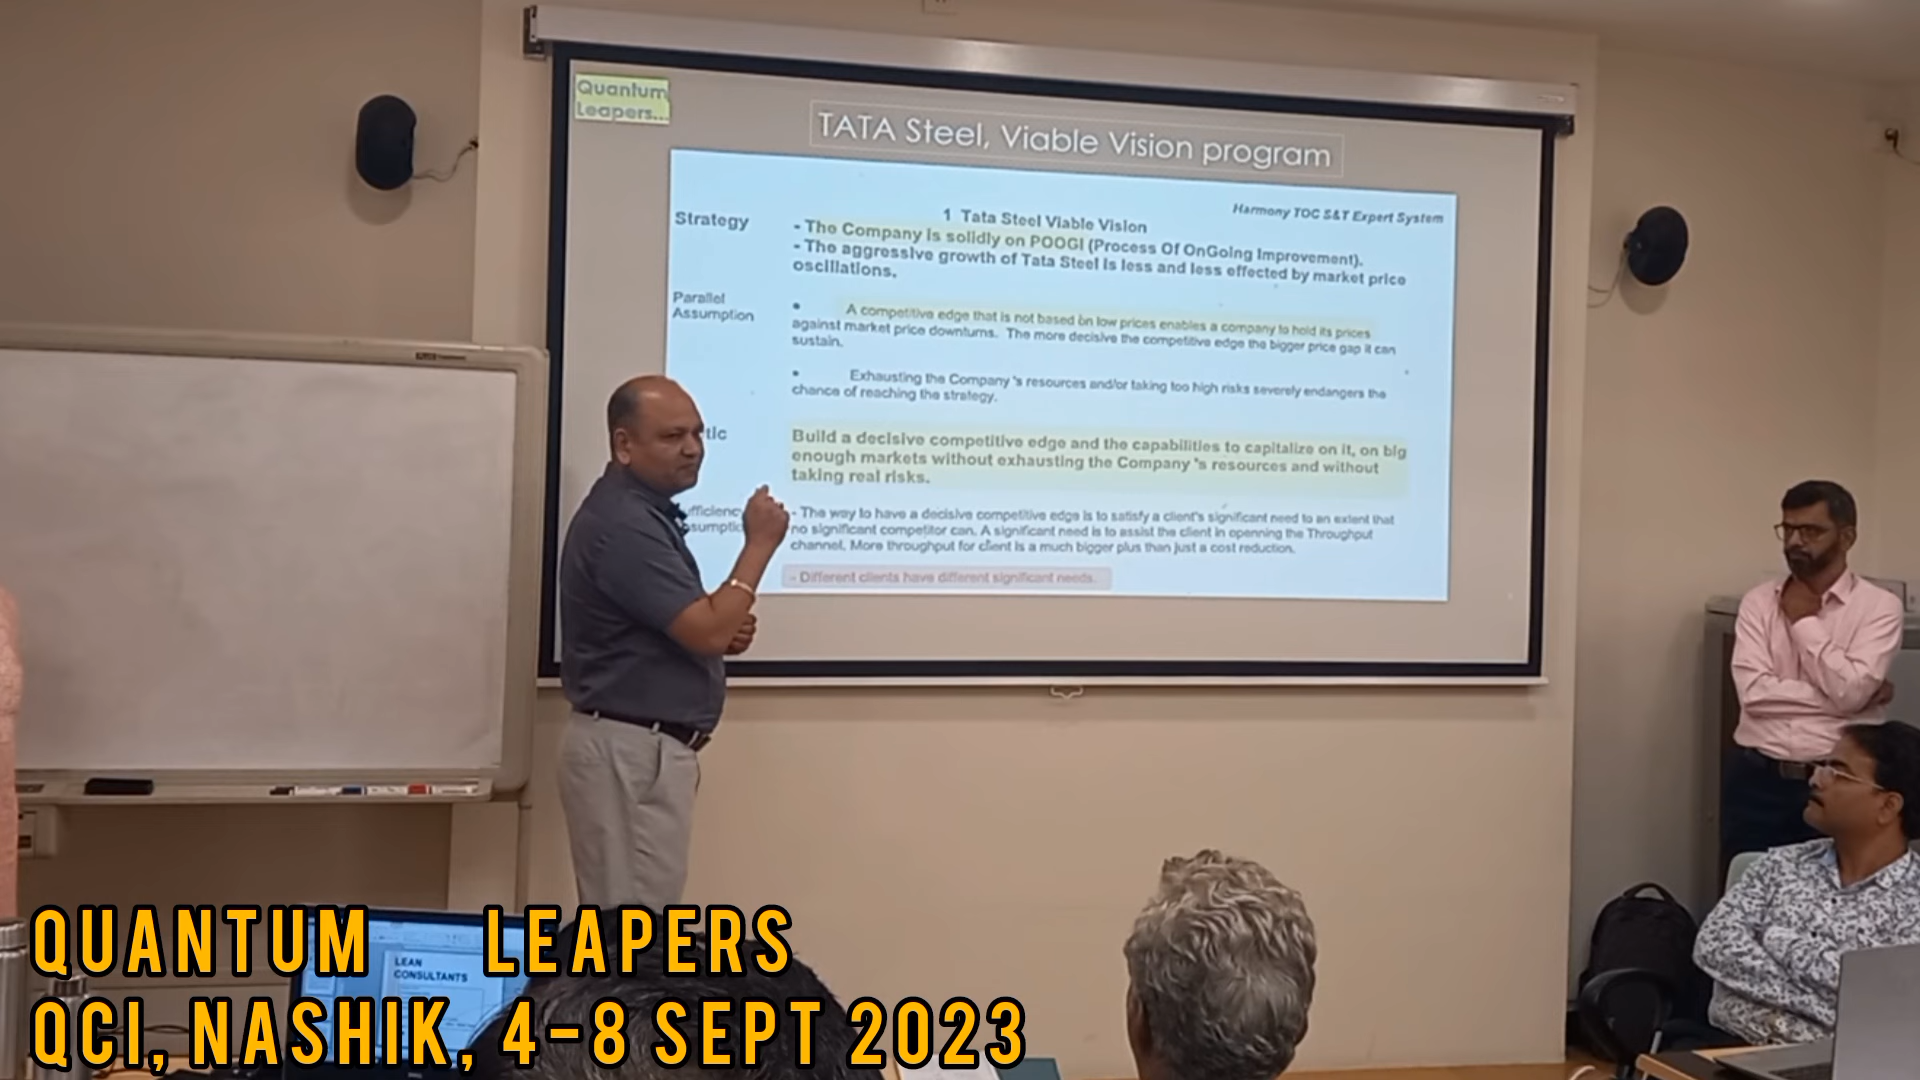 Quantum
Leapers...
TATA Steel, Viable Vision program
Harmony TOC S&T Expert System
1 Tata Steel Viable Vision
Strategy
- The Company is solidly on POOGI (Process Of OnGoing Improvement).
- The aggressive growth of Tata Steel is less and less effected by market price
oscillations.
Parallel
Assumption
• A competitive edge that is not based on low prices enables a company to hold its prices
against market price downturns. The more decisive the competitive edge the bigger price gap it can
sustain.
• Exhausting the Company 's resources and/or taking too high risks severely endangers the
chance of reaching the strategy.
tic
Build a decisive competitive edge and the capabilities to capitalize on it, on big
enough markets without exhausting the Company 's resources and without
taking real risks.
ufficiency
sumptio
- The way to have a decisive competitive edge is to satisfy a client's significant need to an extent that
no significant competitor can. A significant need is to assist the client in openning the Throughput
channel. More throughput for client is a much bigger plus than just a cost reduction.
- Different clients have different significant needs.
LEAN
CONSULTANTS
QUANTUM LEAPERS
QCI, NASHIK, 4-8 SEPT 2023